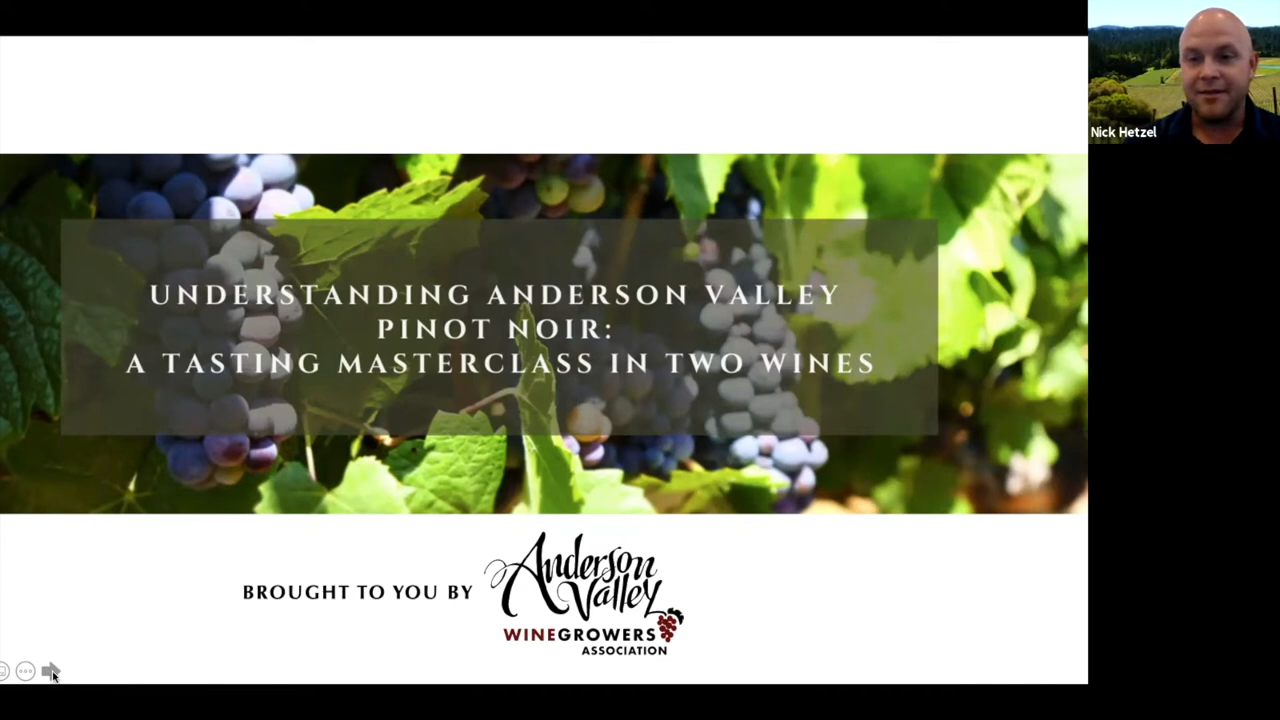 Nick Hetzel
UNDERSTANDING ANDERSON VALLEY
PINOT NOIR:
A TASTING MASTERCLASS IN TWO WINES
BROUGHT TO YOU BY
Anderson
Valley
WINEGROWERS
ASSOCIATION